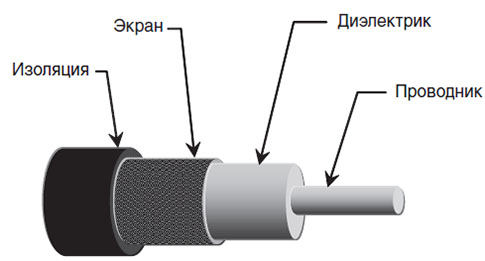 Экран
Диэлектрик
Изоляция
Проводник